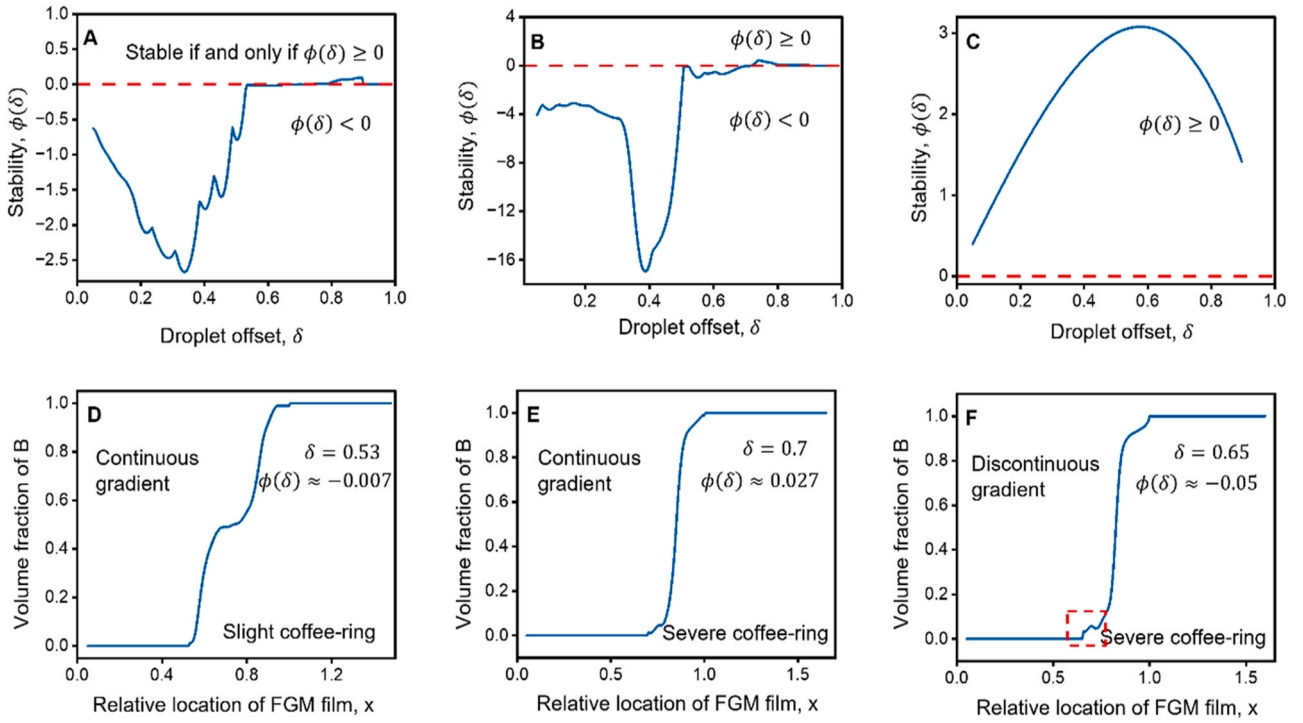 A
Stable if and only if ϕ(δ) ≥ 0
ϕ(δ) < 0
1.0
0.5
0.0
−0.5
−1.0
−1.5
−2.0
−2.5
0.0
0.2
0.4
0.6
0.8
1.0
Stability, ϕ(δ)
Droplet offset, δ
B
ϕ(δ) ≥ 0
ϕ(δ) < 0
4
0
−4
−8
−12
−16
0.2
0.4
0.6
0.8
1.0
Stability, ϕ(δ)
Droplet offset, δ
C
ϕ(δ) ≥ 0
3
2
1
0
0.0
0.2
0.4
0.6
0.8
1.0
Stability, ϕ(δ)
Droplet offset, δ
D
Continuous
gradient
δ = 0.53
ϕ(δ) ≈ −0.007
Slight coffee-ring
1.0
0.8
0.6
0.4
0.2
0.0
0.0
0.4
0.8
1.2
Volume fraction of B
Relative location of FGM film, x
E
Continuous
gradient
δ = 0.7
ϕ(δ) ≈ 0.027
Severe coffee-ring
1.0
0.8
0.6
0.4
0.2
0.0
0.0
0.5
1.0
1.5
Volume fraction of B
Relative location of FGM film, x
F
Discontinuous
gradient
δ = 0.65
ϕ(δ) ≈ −0.05
Severe coffee-ring
1.0
0.8
0.6
0.4
0.2
0.0
0.0
0.5
1.0
1.5
Volume fraction of B
Relative location of FGM film, x